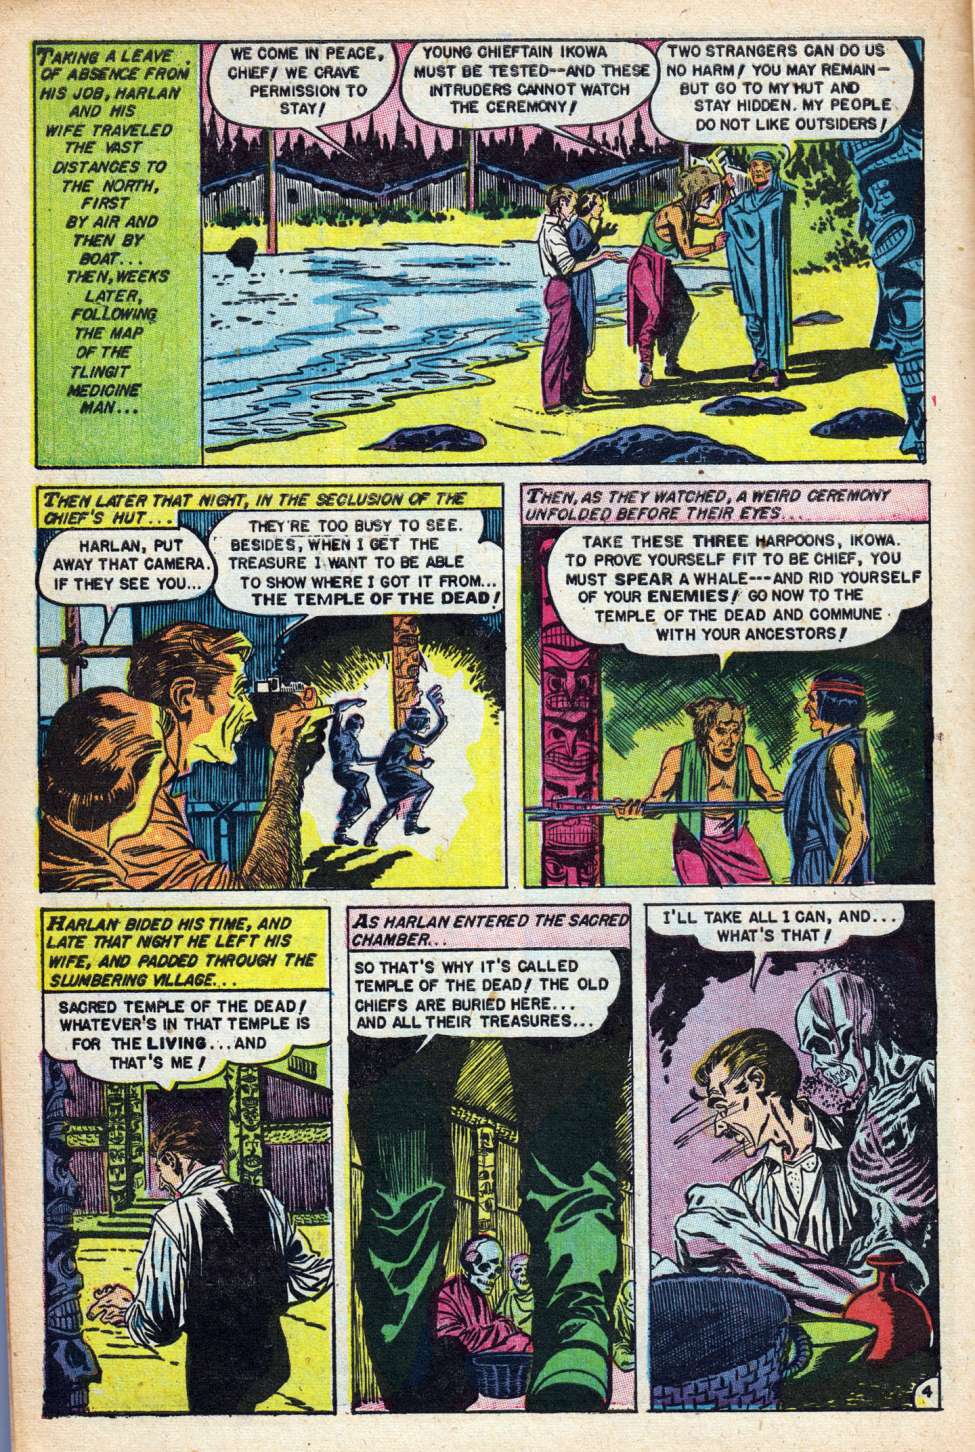 TAKING A LEAVE
OF ABSENCE FROM
HIS JOB, HARLAN
AND HIS
WIFE TRAVELED
THE VAST
DISTANCES TO
THE NORTH,
FIRST
BY AIR AND
THEN BY
BOAT...
THEN, WEEKS
LATER,
FOLLOWING
THE MAP
OF THE
TLINGIT
MEDICINE
MAN...
WE COME IN PEACE,
CHIEF! WE CRAVE
PERMISSION TO
STAY!
YOUNG CHIEFTAIN IKOWA
MUST BE TESTED--AND THESE
INTRUDERS CANNOT WATCH
THE CEREMONY!
TWO STRANGERS CAN DO US
NO HARM! YOU MAY REMAIN-
BUT GO TO MY HUT AND
STAY HIDDEN. MY PEOPLE
DO NOT LIKE OUTSIDERS!
THEN LATER THAT NIGHT, IN THE SECLUSION OF THE
CHIEF'S HUT...
HARLAN, PUT
AWAY THAT CAMERA.
IF THEY SEE YOU...
THEY'RE TOO BUSY TO SEE.
BESIDES, WHEN I GET THE
TREASURE I WANT TO BE ABLE
TO SHOW WHERE I GOT IT FROM...
THE TEMPLE OF THE DEAD!
THEN, AS THEY WATCHED, A WEIRD CEREMONY
UNFOLDED BEFORE THEIR EYES...
TAKE THESE THREE HARPOONS, IKOWA.
TO PROVE YOURSELF FIT TO BE CHIEF, YOU
MUST SPEAR A WHALE---AND RID YOURSELF
OF YOUR ENEMIES! GO NOW TO THE
TEMPLE OF THE DEAD AND COMMUNE
WITH YOUR ANCESTORS!
HARLAN BIDED HIS TIME, AND
LATE THAT NIGHT HE LEFT HIS
WIFE, AND PADDED THROUGH THE
SLUMBERING VILLAGE...
SACRED TEMPLE OF THE DEAD!
WHATEVER'S IN THAT TEMPLE IS
FOR THE LIVING...AND
THAT'S ME!
AS HARLAN ENTERED THE SACRED
CHAMBER...
SO THAT'S WHY IT'S CALLED
TEMPLE OF THE DEAD! THE OLD
CHIEFS ARE BURIED HERE...
AND ALL THEIR TREASURES...
I'LL TAKE ALL I CAN, AND...
WHAT'S THAT!
4